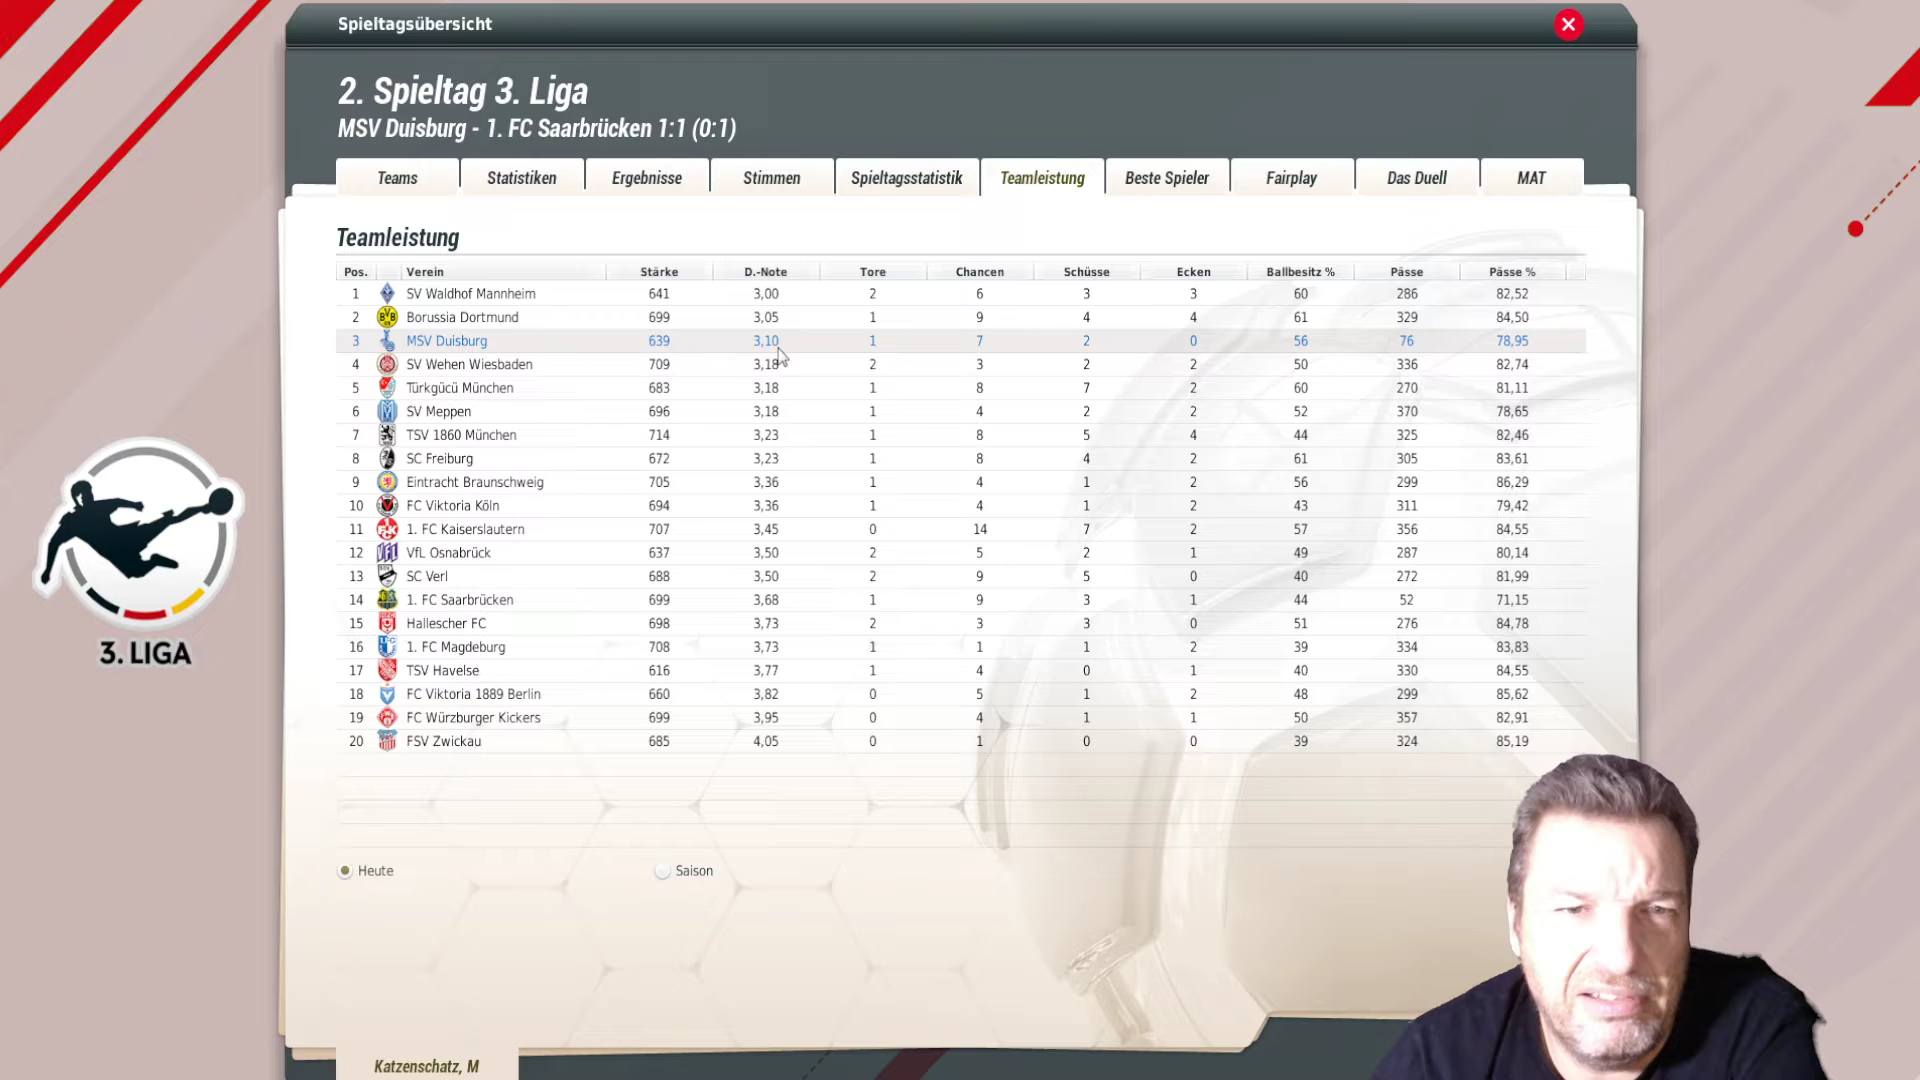 Spieltagsübersicht
2. Spieltag 3. Liga
MSV Duisburg - 1. FC Saarbrücken 1:1 (0:1)
Teams Statistiken Ergebnisse Stimmen Spieltagsstatistik Teamleistung Beste Spieler Fairplay Das Duell MAT
Teamleistung
Pos. Verein Stärke D.-Note Tore Chancen Schüsse Ecken Ballbesitz % Pässe Pässe %
1 SV Waldhof Mannheim 641 3,00 2 6 3 3 60 286 82,52
2 Borussia Dortmund 699 3,05 1 9 4 4 61 329 84,50
3 MSV Duisburg 639 3,10 1 7 2 0 56 76 78,95
4 SV Wehen Wiesbaden 709 3,18 2 3 2 2 50 336 82,74
5 Türkgücü München 683 3,18 1 8 7 2 60 270 81,11
6 SV Meppen 696 3,18 1 4 2 2 52 370 78,65
7 TSV 1860 München 714 3,23 1 8 5 4 44 325 82,46
8 SC Freiburg 672 3,23 1 8 4 2 61 305 83,61
9 Eintracht Braunschweig 705 3,36 1 4 1 2 56 299 86,29
10 FC Viktoria Köln 694 3,36 1 4 1 2 43 311 79,42
11 1. FC Kaiserslautern 707 3,45 0 14 7 2 57 356 84,55
12 VfL Osnabrück 637 3,50 2 5 2 1 49 287 80,14
13 SC Verl 688 3,50 2 9 5 0 40 272 81,99
14 1. FC Saarbrücken 699 3,68 1 9 3 1 44 52 71,15
15 Hallescher FC 698 3,73 2 3 3 0 51 276 84,78
16 1. FC Magdeburg 708 3,73 1 1 1 2 39 334 83,83
17 TSV Havelse 616 3,77 1 4 0 1 40 330 84,55
18 FC Viktoria 1889 Berlin 660 3,82 0 5 1 2 48 299 85,62
19 FC Würzburger Kickers 699 3,95 0 4 1 1 50 357 82,91
20 FSV Zwickau 685 4,05 0 1 0 0 39 324 85,19
3. LIGA
Heute Saison
Katzenschatz, M